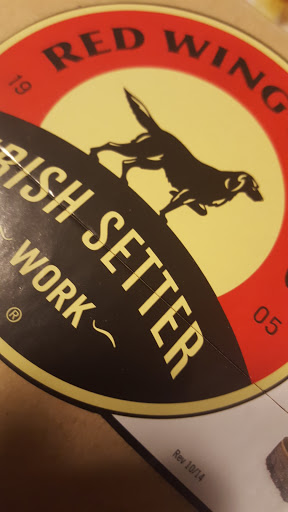 RED WING
19
05
RISH SETTER
~ WORK ~
®
Rev 10/14